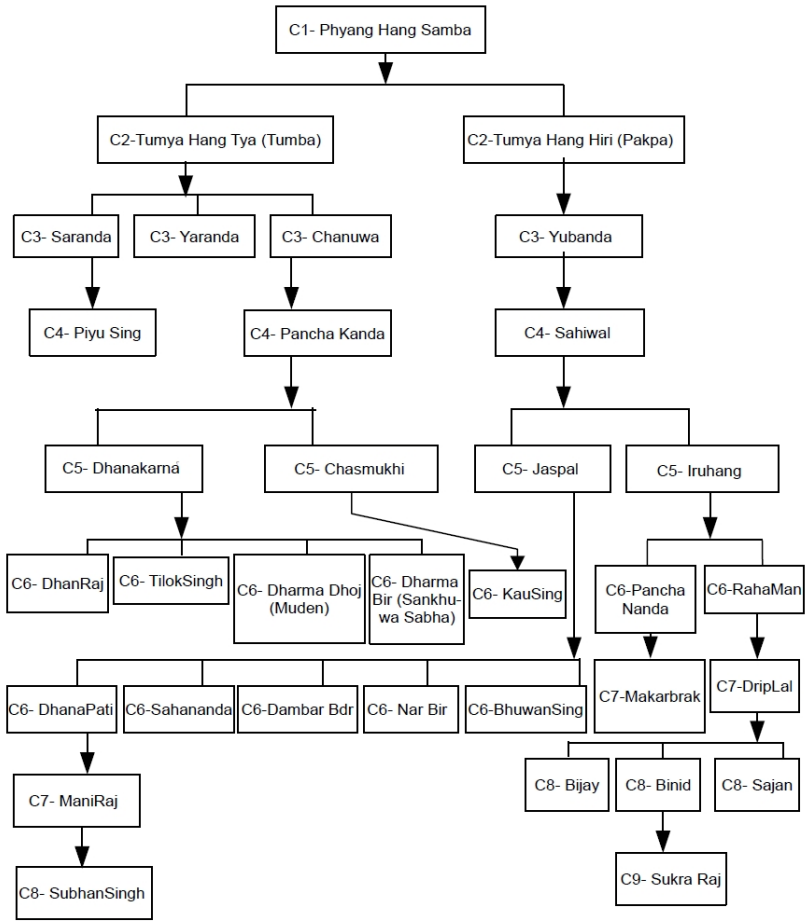 C1- Phyang Hang Samba
C2-Tumya Hang Tya (Tumba)
C2-Tumya Hang Hiri (Pakpa)
C3- Saranda
C3- Yaranda
C3- Chanuwa
C3- Yubanda
C4- Piyu Sing
C4- Pancha Kanda
C4- Sahiwal
C5- Dhanakarna
C5- Chasmukhi
C5- Jaspal
C5- Iruhang
C6- DhanRaj
C6- TilokSingh
C6- Dharma Dhoj
(Muden)
C6- Dharma
Bir (Sankhu-
wa Sabha)
C6- KauSing
C6-Pancha
Nanda
C6-RahaMan
C6- DhanaPati
C6-Sahananda
C6-Dambar Bdr
C6- Nar Bir
C6-BhuwanSing
C7-Makarbrak
C7-DripLal
C7- ManiRaj
C8- Bijay
C8- Binid
C8- Sajan
C8- SubhanSingh
C9- Sukra Raj